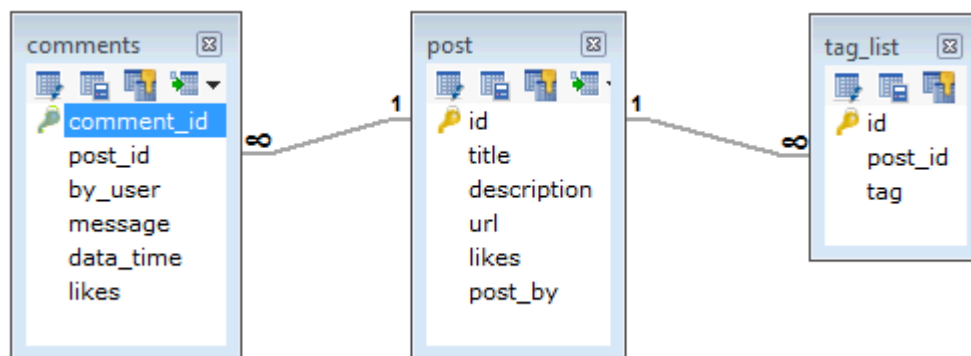 comments
comment_id
post_id
by_user
message
data_time
likes
∞
1
post
id
title
description
url
likes
post_by
1
∞
tag_list
id
post_id
tag